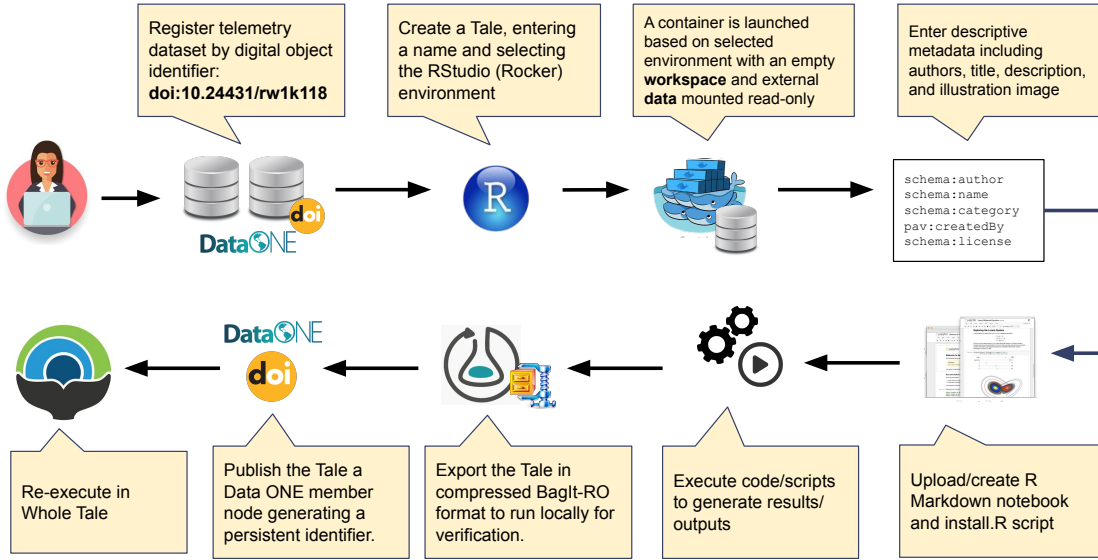 Register telemetry
dataset by digital object
identifier:
doi:10.24431/rw1k118
Create a Tale, entering
a name and selecting
the RStudio (Rocker)
environment
A container is launched
based on selected
environment with an empty
workspace and external
data mounted read-only
Enter descriptive
metadata including
authors, title, description,
and illustration image
doi
DataONE
R
schema:author
schema:name
schema:category
pav:createdBy
schema:license
DataONE
doi
Re-execute in
Whole Tale
Publish the Tale a
Data ONE member
node generating a
persistent identifier.
Export the Tale in
compressed BagIt-RO
format to run locally for
verification.
Execute code/scripts
to generate results/
outputs
Upload/create R
Markdown notebook
and install.R script